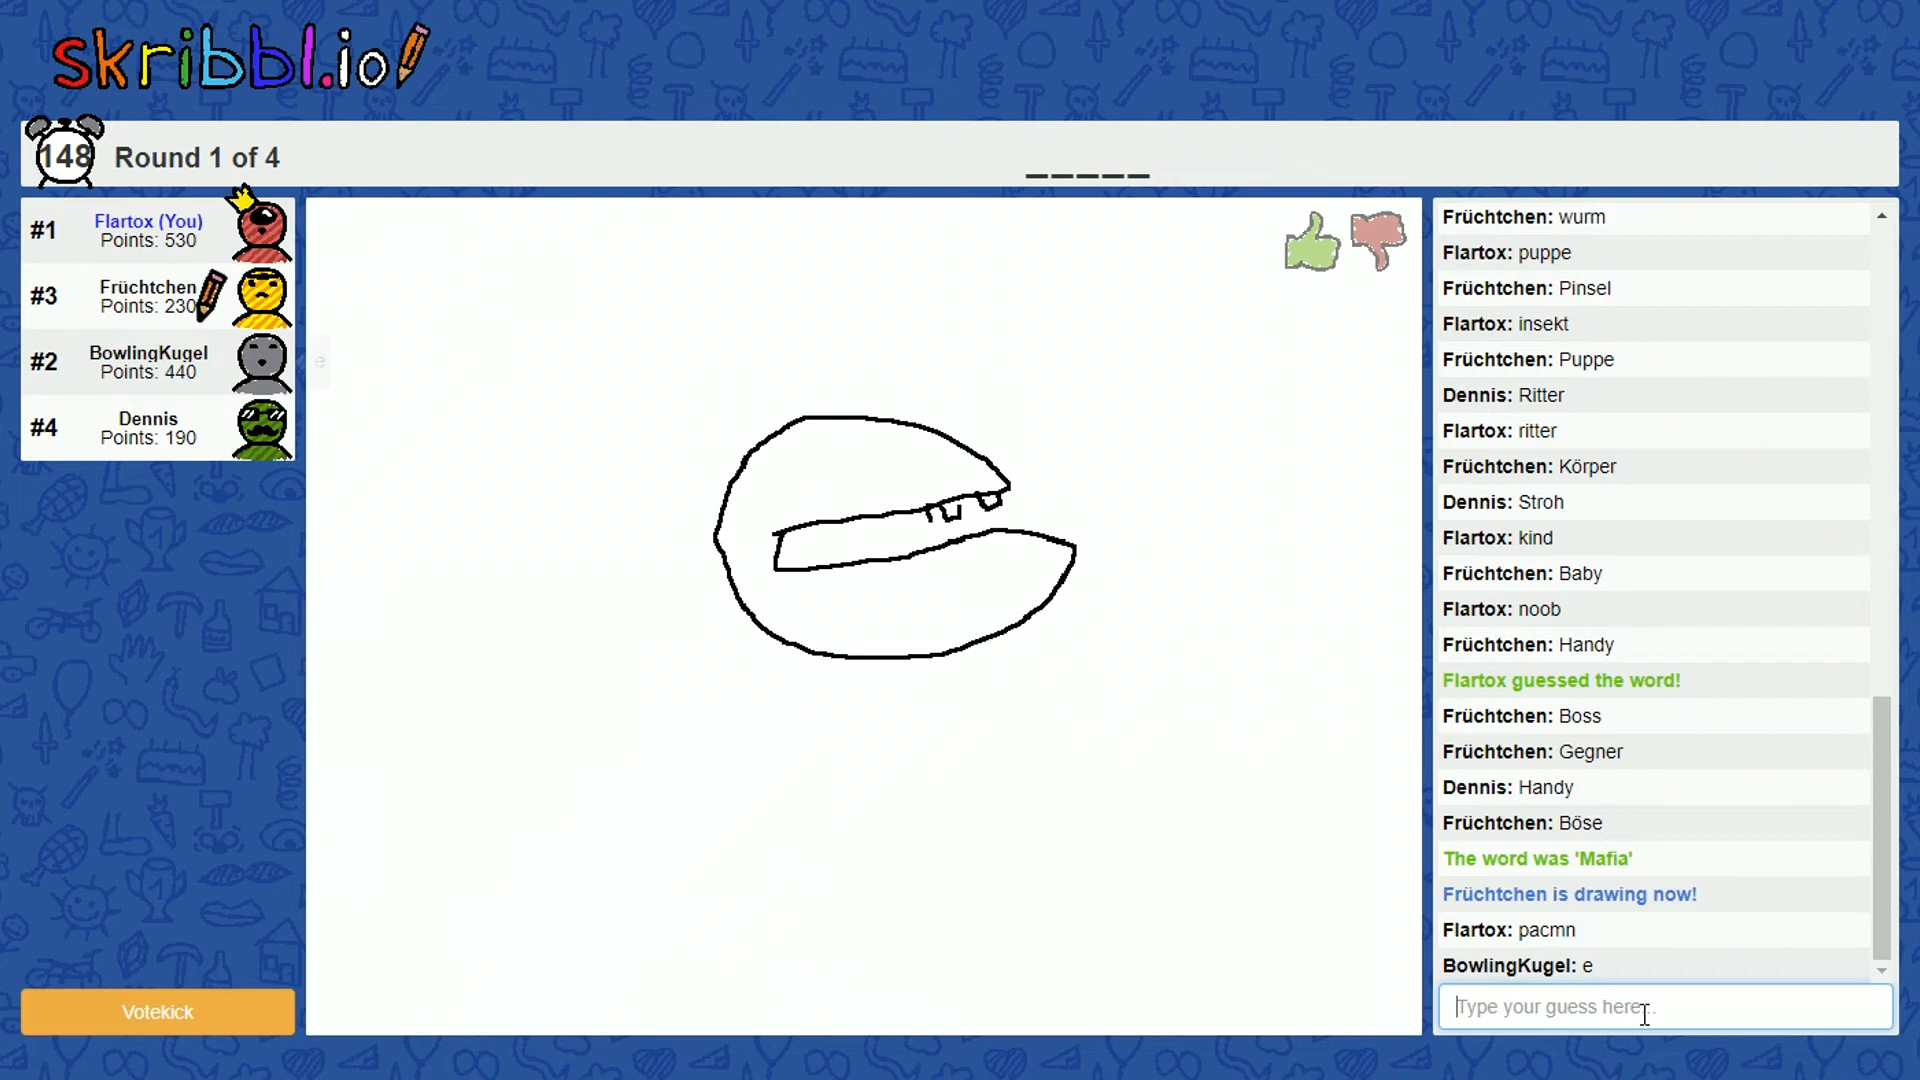 skribbl.io
148 Round 1 of 4 _____
#1 Flartox (You)
Points: 530
#3 Früchtchen
Points: 230
#2 BowlingKugel
Points: 440
#4 Dennis
Points: 190
e
Votekick
Früchtchen: wurm
Flartox: puppe
Früchtchen: Pinsel
Flartox: insekt
Früchtchen: Puppe
Dennis: Ritter
Flartox: ritter
Früchtchen: Körper
Dennis: Stroh
Flartox: kind
Früchtchen: Baby
Flartox: noob
Früchtchen: Handy
Flartox guessed the word!
Früchtchen: Boss
Früchtchen: Gegner
Dennis: Handy
Früchtchen: Böse
The word was 'Mafia'
Früchtchen is drawing now!
Flartox: pacmn
BowlingKugel: e
Type your guess here...